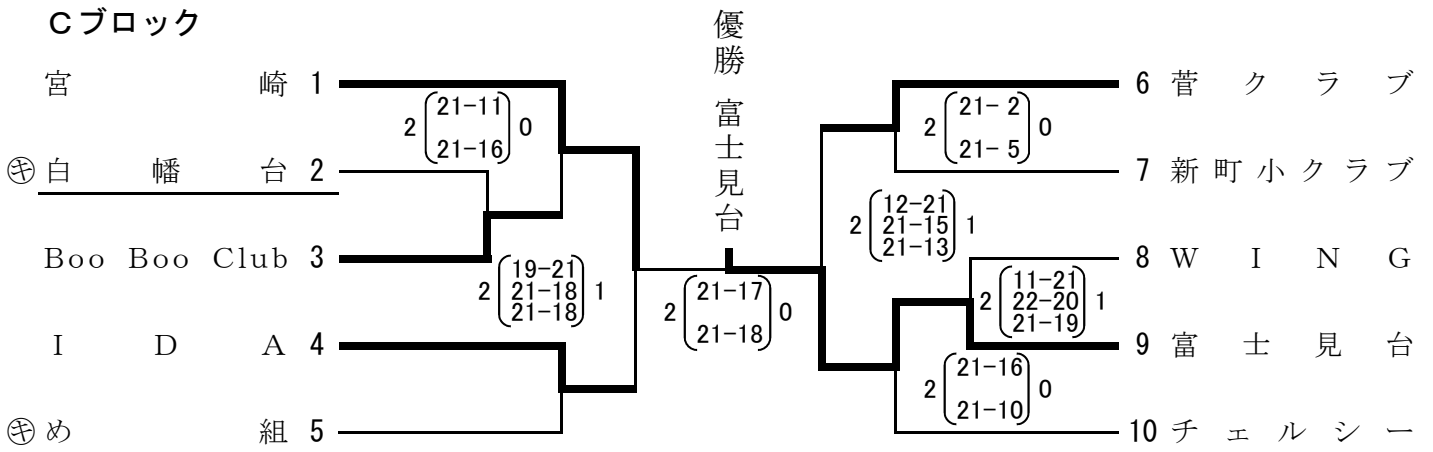 Cブロック
優勝 富士見台
宮崎 1
㋖白幡台 2
Boo Boo Club 3
IDA 4
㋖め組 5
2 21-11 0
21-16
19-21
2 21-18 1
21-18
2 21-17 0
21-18
6 菅クラブ
7 新町小クラブ
8 WING
9 富士見台
10 チェルシー
2 21- 2 0
21- 5
12-21
2 21-15 1
21-13
11-21
2 22-20 1
21-19
2 21-16 0
21-10